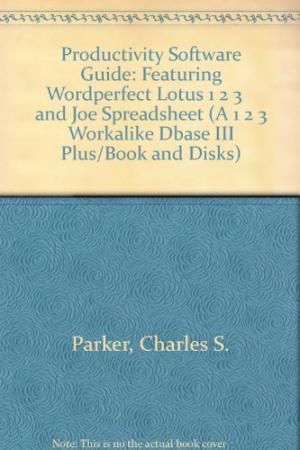 Productivity Software
Guide: Featuring
Wordperfect Lotus 1 2 3
and Joe Spreadsheet (A 1 2 3
Workalike Dbase III
Plus/Book and Disks)
Parker, Charles S.
Note: This is no the actual book cover